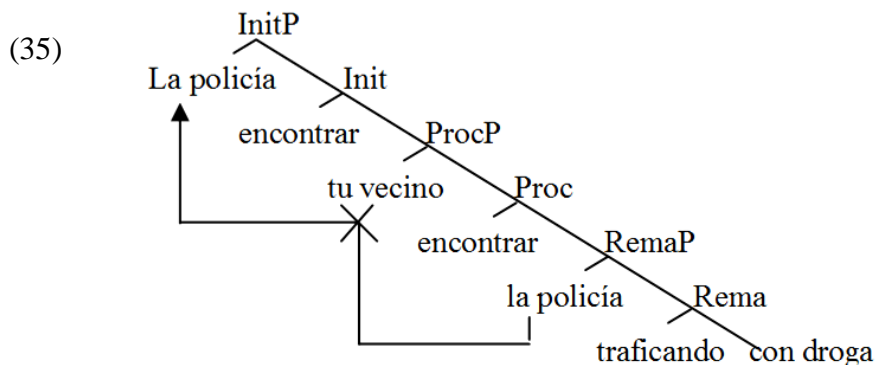 InitP
(35)
La policía Init
encontrar ProcP
tu vecino Proc
encontrar RemaP
la policía Rema
traficando con droga